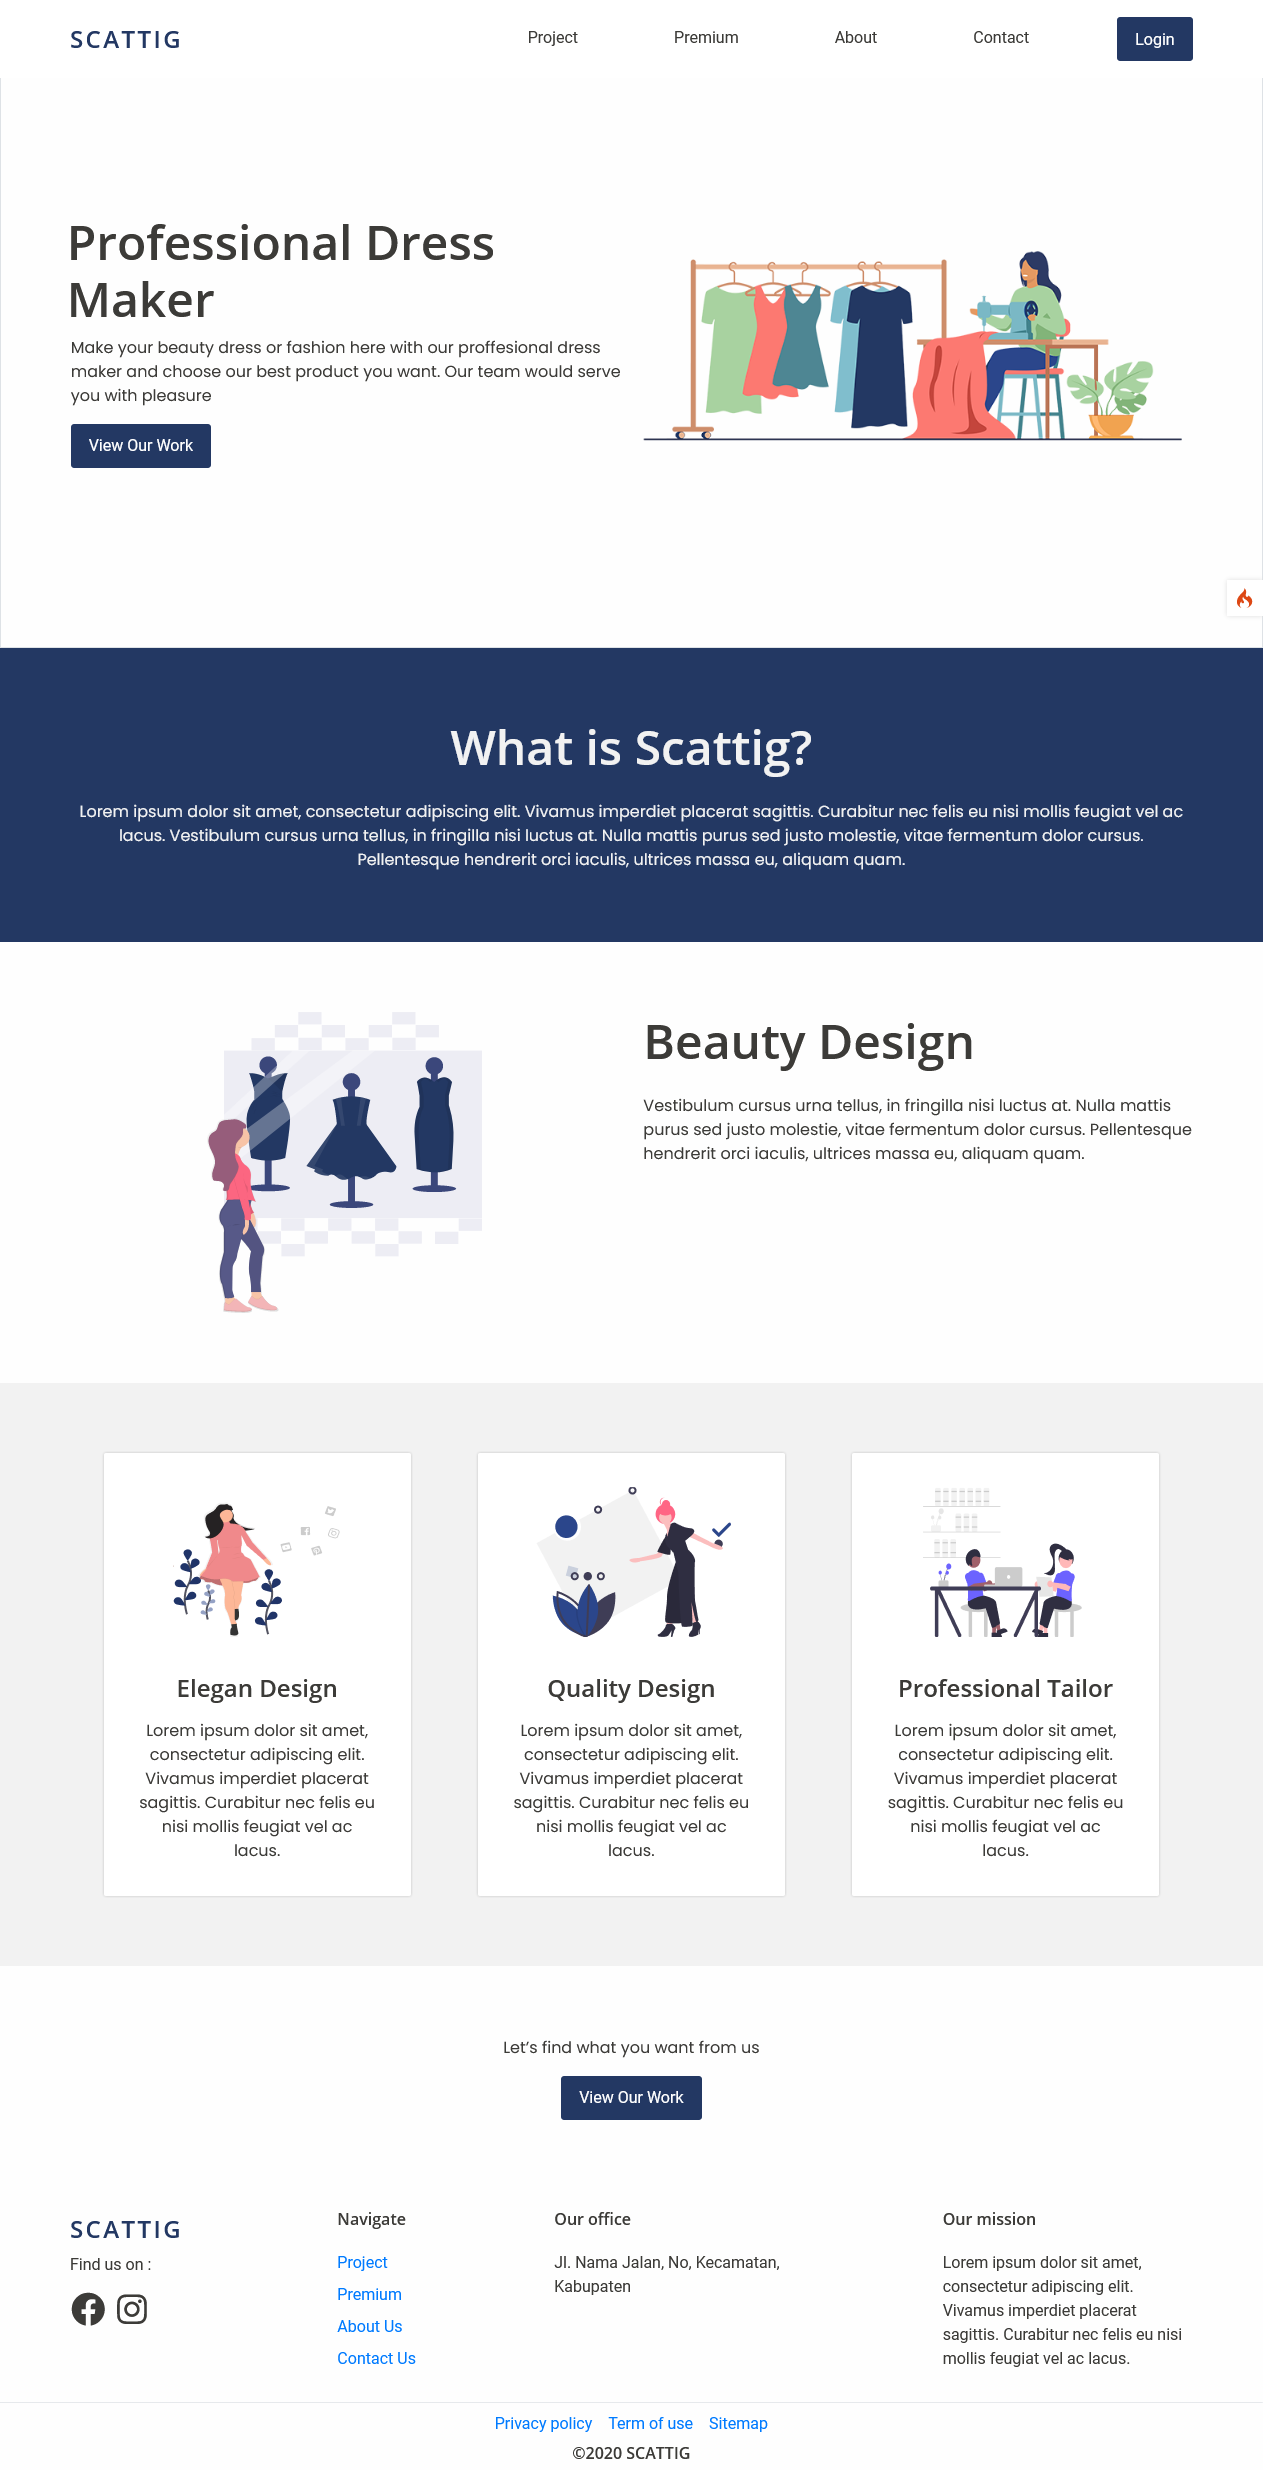 SCATTIG
Project
Premium
About
Contact
Login
Professional Dress
Maker
Make your beauty dress or fashion here with our proffesional dress
maker and choose our best product you want. Our team would serve
you with pleasure
View Our Work
What is Scattig?
Lorem ipsum dolor sit amet, consectetur adipiscing elit. Vivamus imperdiet placerat sagittis. Curabitur nec felis eu nisi mollis feugiat vel ac
lacus. Vestibulum cursus urna tellus, in fringilla nisi luctus at. Nulla mattis purus sed justo molestie, vitae fermentum dolor cursus.
Pellentesque hendrerit orci iaculis, ultrices massa eu, aliquam quam.
Beauty Design
Vestibulum cursus urna tellus, in fringilla nisi luctus at. Nulla mattis
purus sed justo molestie, vitae fermentum dolor cursus. Pellentesque
hendrerit orci iaculis, ultrices massa eu, aliquam quam.
Elegan Design
Lorem ipsum dolor sit amet,
consectetur adipiscing elit.
Vivamus imperdiet placerat
sagittis. Curabitur nec felis eu
nisi mollis feugiat vel ac
lacus.
Quality Design
Lorem ipsum dolor sit amet,
consectetur adipiscing elit.
Vivamus imperdiet placerat
sagittis. Curabitur nec felis eu
nisi mollis feugiat vel ac
lacus.
Professional Tailor
Lorem ipsum dolor sit amet,
consectetur adipiscing elit.
Vivamus imperdiet placerat
sagittis. Curabitur nec felis eu
nisi mollis feugiat vel ac
lacus.
Let’s find what you want from us
View Our Work
SCATTIG
Find us on :
Navigate
Project
Premium
About Us
Contact Us
Our office
Jl. Nama Jalan, No, Kecamatan,
Kabupaten
Our mission
Lorem ipsum dolor sit amet,
consectetur adipiscing elit.
Vivamus imperdiet placerat
sagittis. Curabitur nec felis eu nisi
mollis feugiat vel ac lacus.
Privacy policy Term of use Sitemap
©2020 SCATTIG